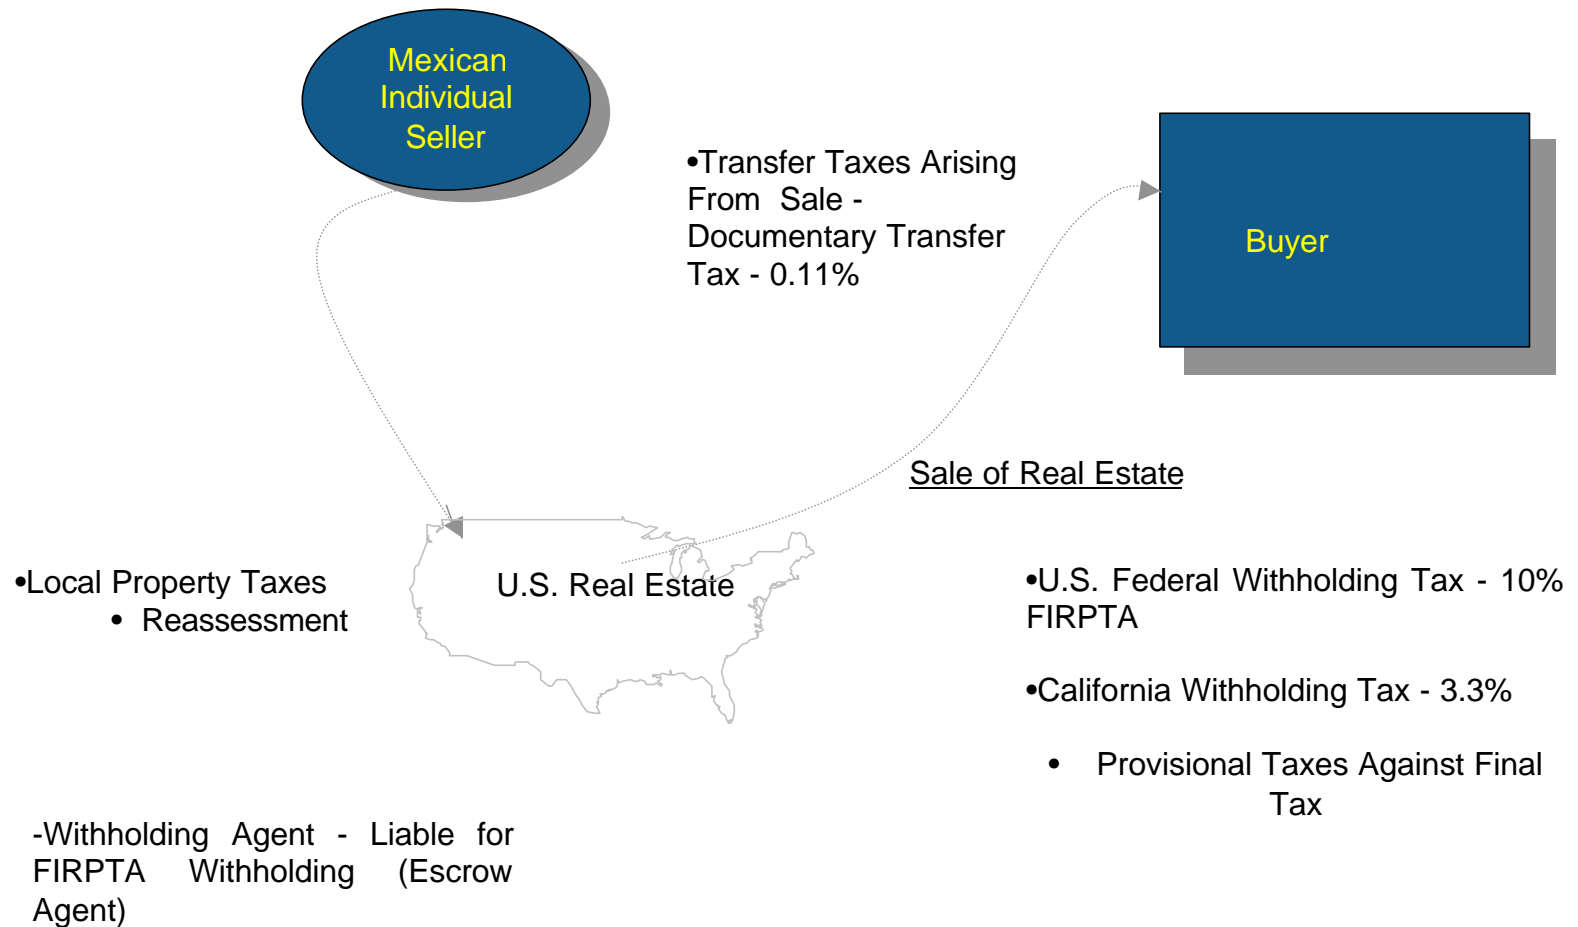 Mexican
Individual
Seller
•Transfer Taxes Arising
From Sale -
Documentary Transfer
Tax - 0.11%
Buyer
Sale of Real Estate
•Local Property Taxes
• Reassessment
U.S. Real Estate
•U.S. Federal Withholding Tax - 10%
FIRPTA
•California Withholding Tax - 3.3%
• Provisional Taxes Against Final
Tax
-Withholding Agent - Liable for
FIRPTA Withholding (Escrow
Agent)